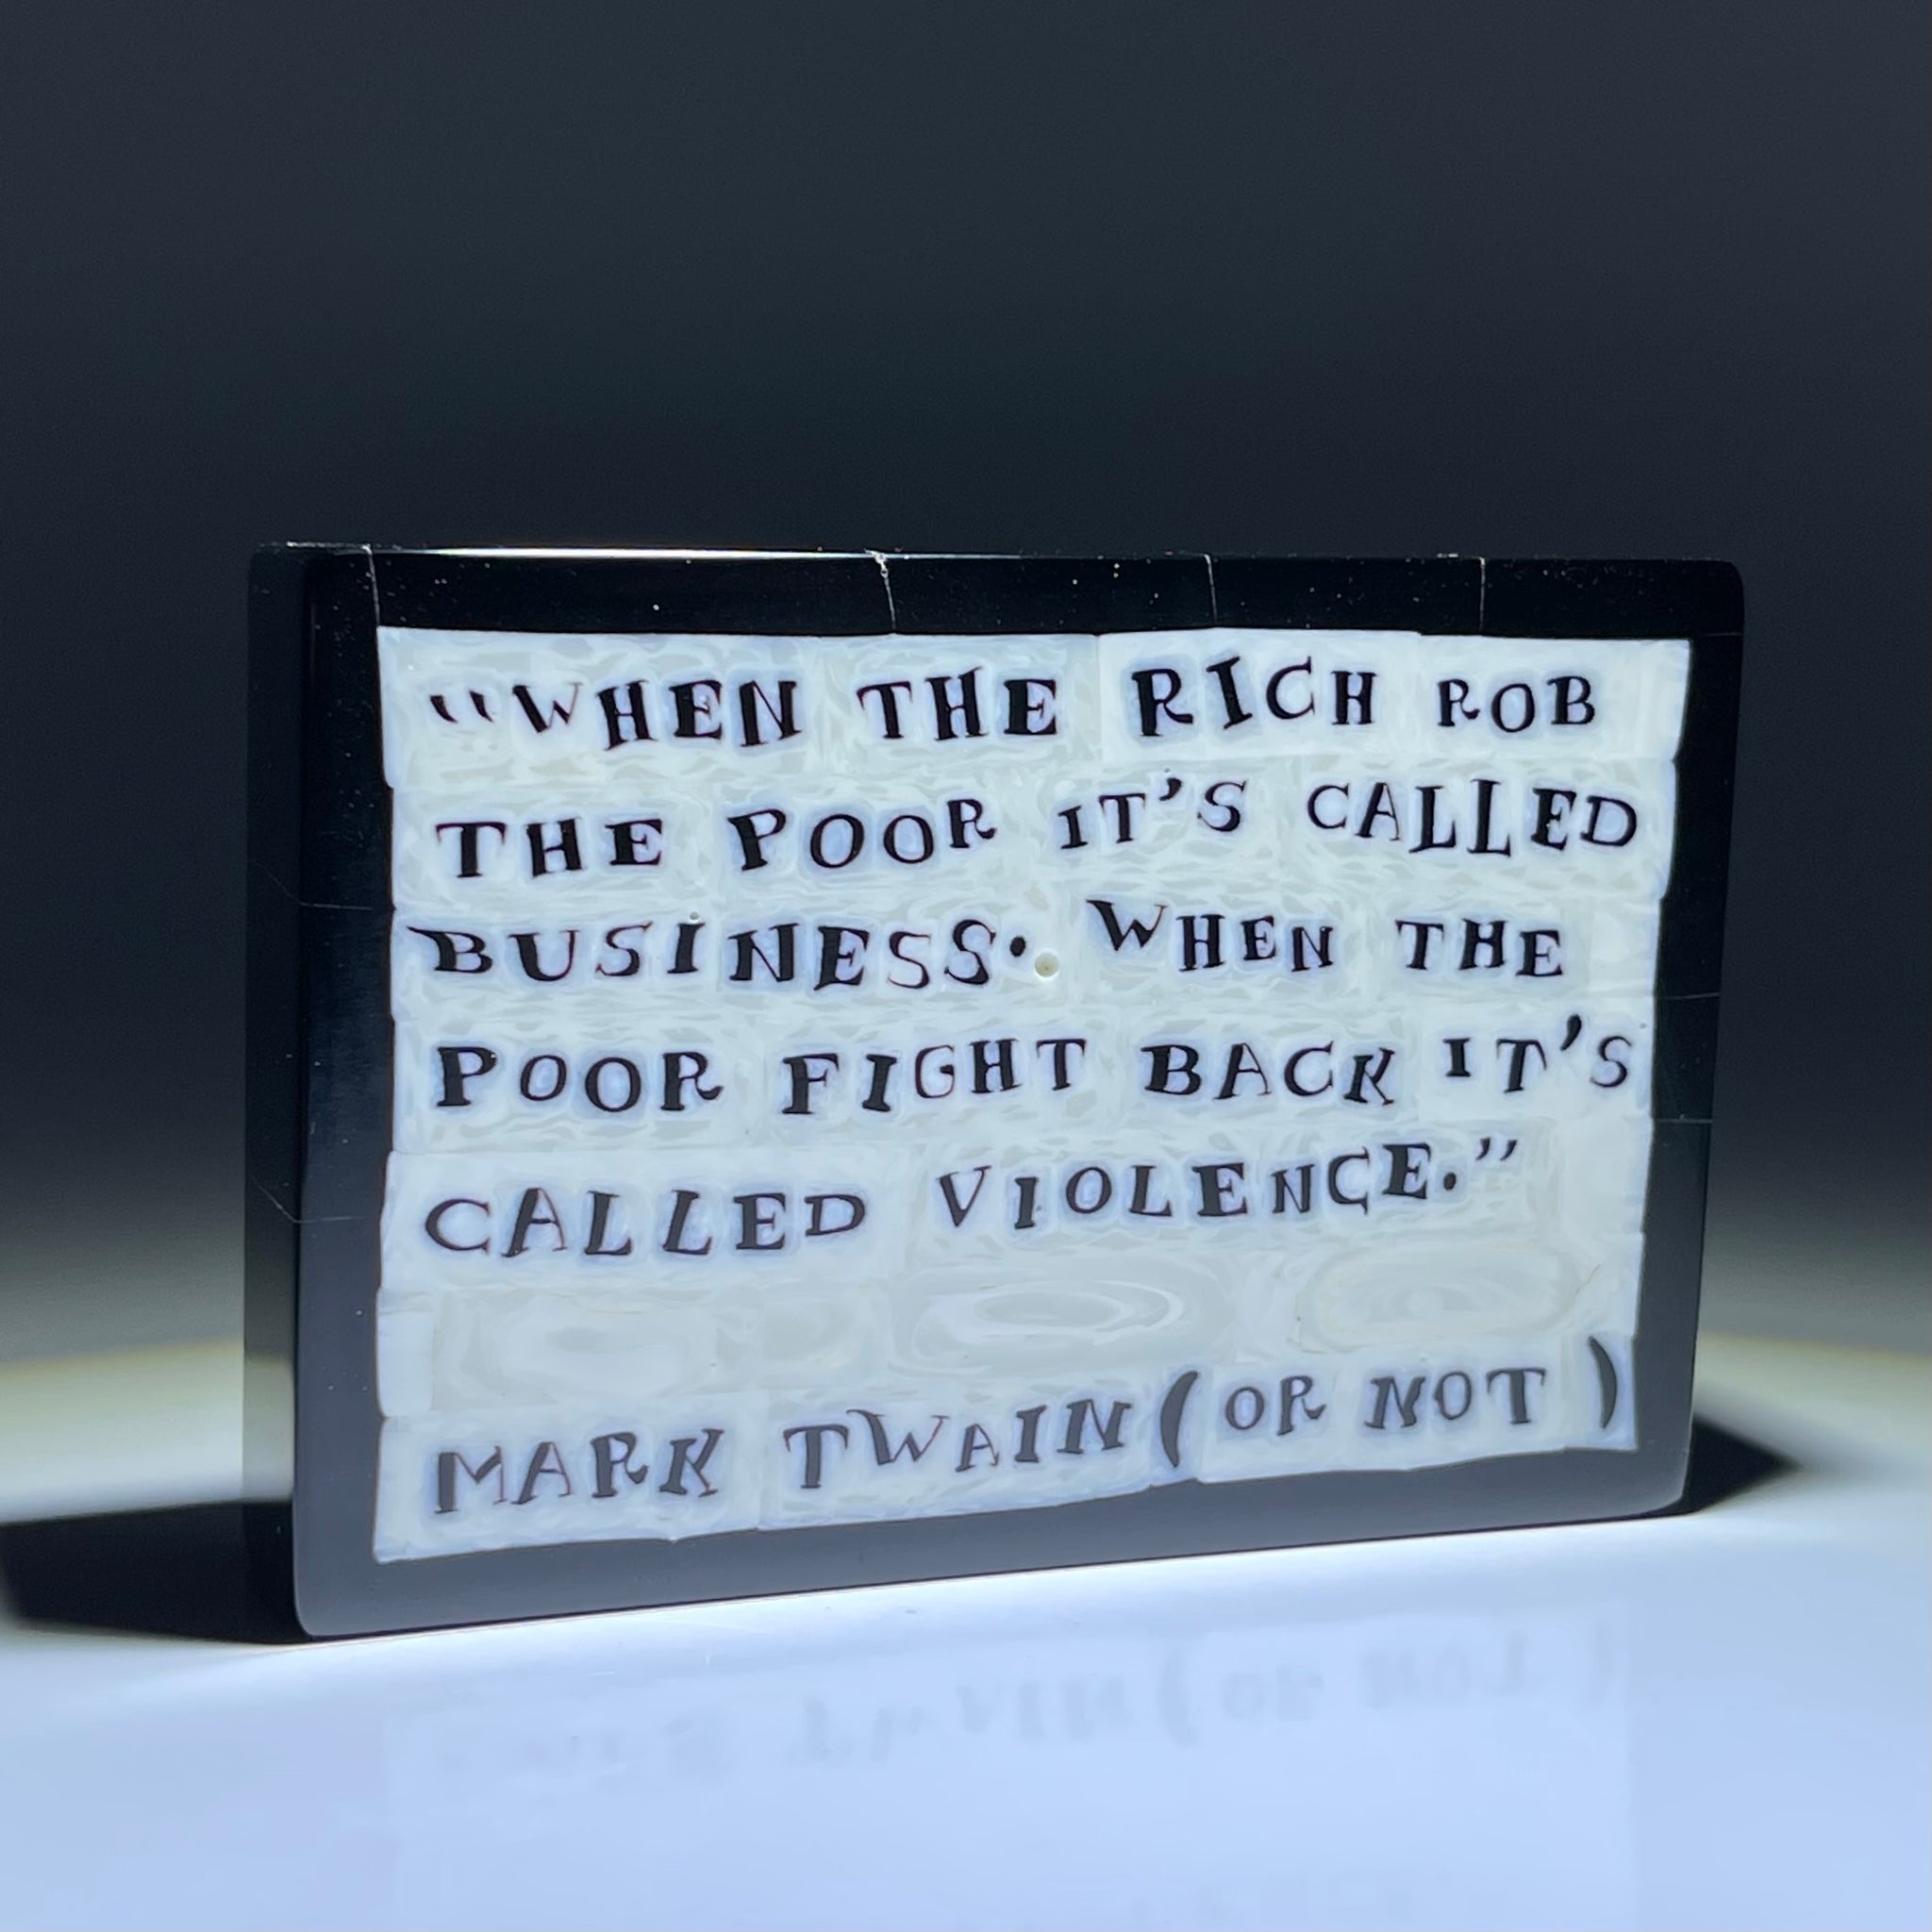 "WHEN THE RICH ROB
THE POOR IT'S CALLED
BUSINESS. WHEN THE
POOR FIGHT BACK IT'S
CALLED VIOLENCE."
MARK TWAIN (OR NOT)